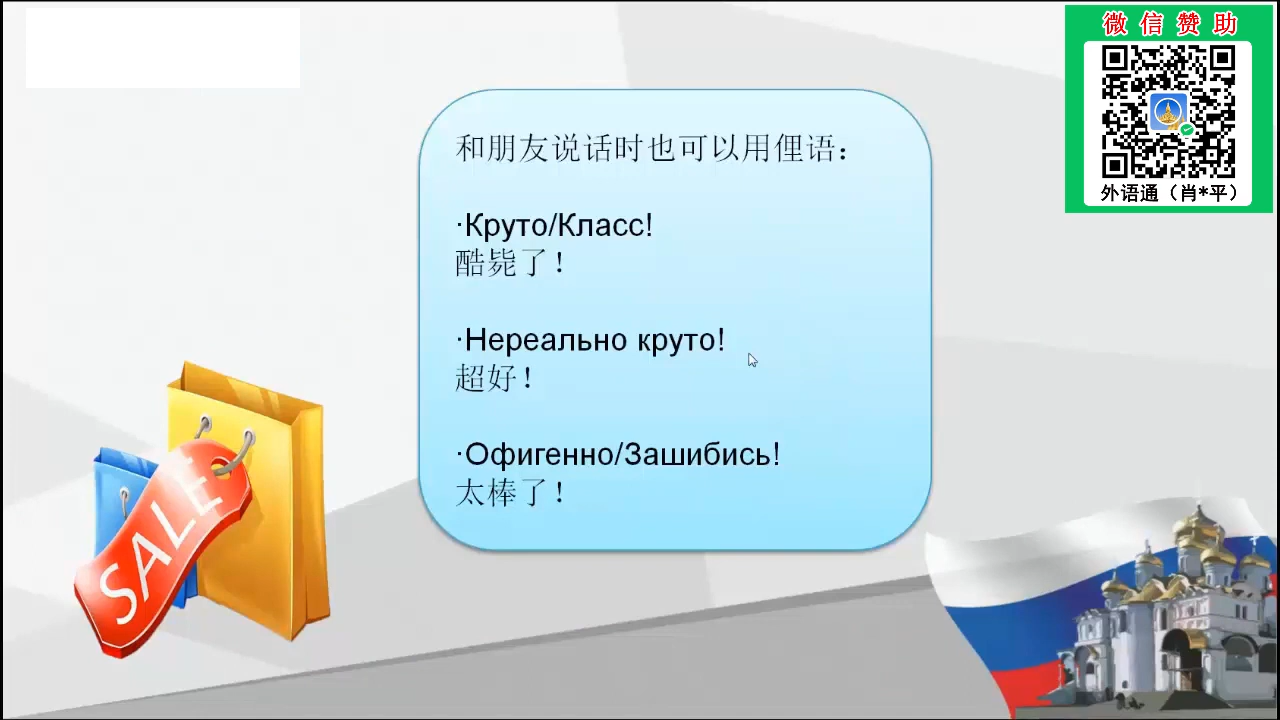 微信赞助
外语通（肖*平）
和朋友说话时也可以用俚语：
·Круто/Класс!
酷毙了！
·Нереально круто!
超好！
·Офигенно/Зашибись!
太棒了！
SALE